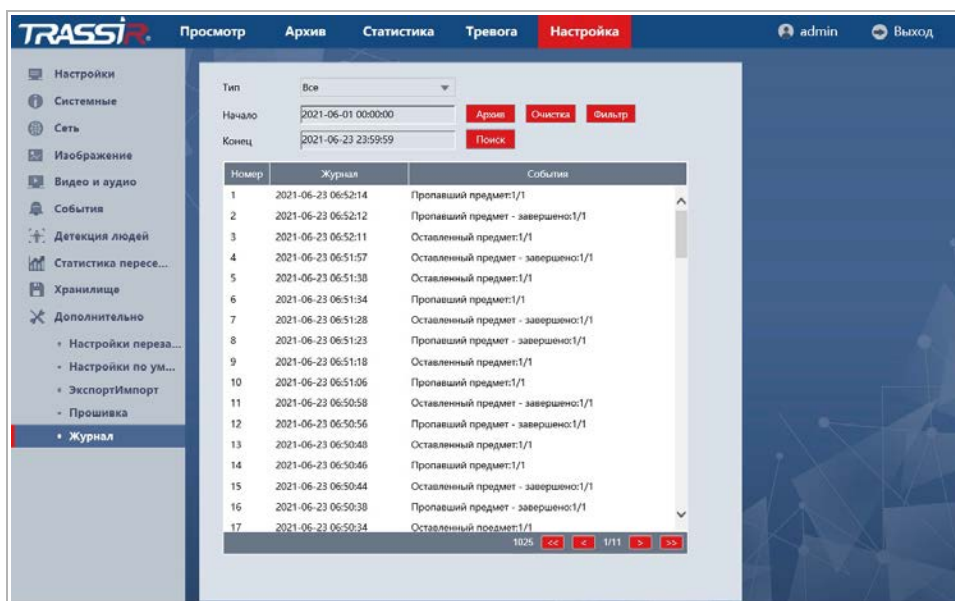 TRASSIR
Просмотр Архив Статистика Тревога Настройка admin Выход
Настройки
Системные
Сеть
Изображение
Видео и аудио
События
Детекция людей
Статистика пересе...
Хранилище
Дополнительно
Настройки переза...
Настройки по ум...
ЭкспортИмпорт
Прошивка
Журнал
Тип Все
Начало 2021-06-01 00:00:00 Архив Очистка Фильтр
Конец 2021-06-23 23:59:59 Поиск
Номер Журнал События
1 2021-06-23 06:52:14 Пропавший предмет:1/1
2 2021-06-23 06:52:12 Пропавший предмет - завершено:1/1
3 2021-06-23 06:52:11 Оставленный предмет:1/1
4 2021-06-23 06:51:57 Оставленный предмет - завершено:1/1
5 2021-06-23 06:51:38 Оставленный предмет:1/1
6 2021-06-23 06:51:34 Пропавший предмет:1/1
7 2021-06-23 06:51:28 Оставленный предмет - завершено:1/1
8 2021-06-23 06:51:23 Пропавший предмет - завершено:1/1
9 2021-06-23 06:51:18 Оставленный предмет:1/1
10 2021-06-23 06:51:06 Пропавший предмет:1/1
11 2021-06-23 06:50:58 Оставленный предмет - завершено:1/1
12 2021-06-23 06:50:56 Пропавший предмет - завершено:1/1
13 2021-06-23 06:50:48 Оставленный предмет:1/1
14 2021-06-23 06:50:46 Пропавший предмет:1/1
15 2021-06-23 06:50:44 Оставленный предмет - завершено:1/1
16 2021-06-23 06:50:38 Пропавший предмет - завершено:1/1
17 2021-06-23 06:50:34 Оставленный предмет:1/1
1025 << < 1/11 > >>